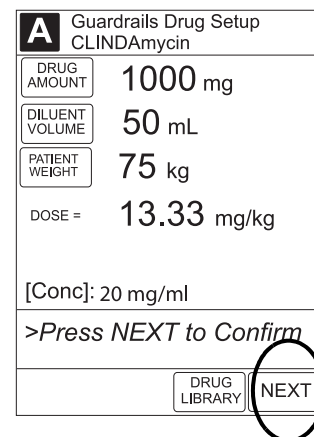 A Guardrails Drug Setup
CLINDAmycin
DRUG
AMOUNT 1000 mg
DILUENT
VOLUME 50 mL
PATIENT
WEIGHT 75 kg
DOSE = 13.33 mg/kg
[Conc]: 20 mg/ml
>Press NEXT to Confirm
DRUG
LIBRARY NEXT